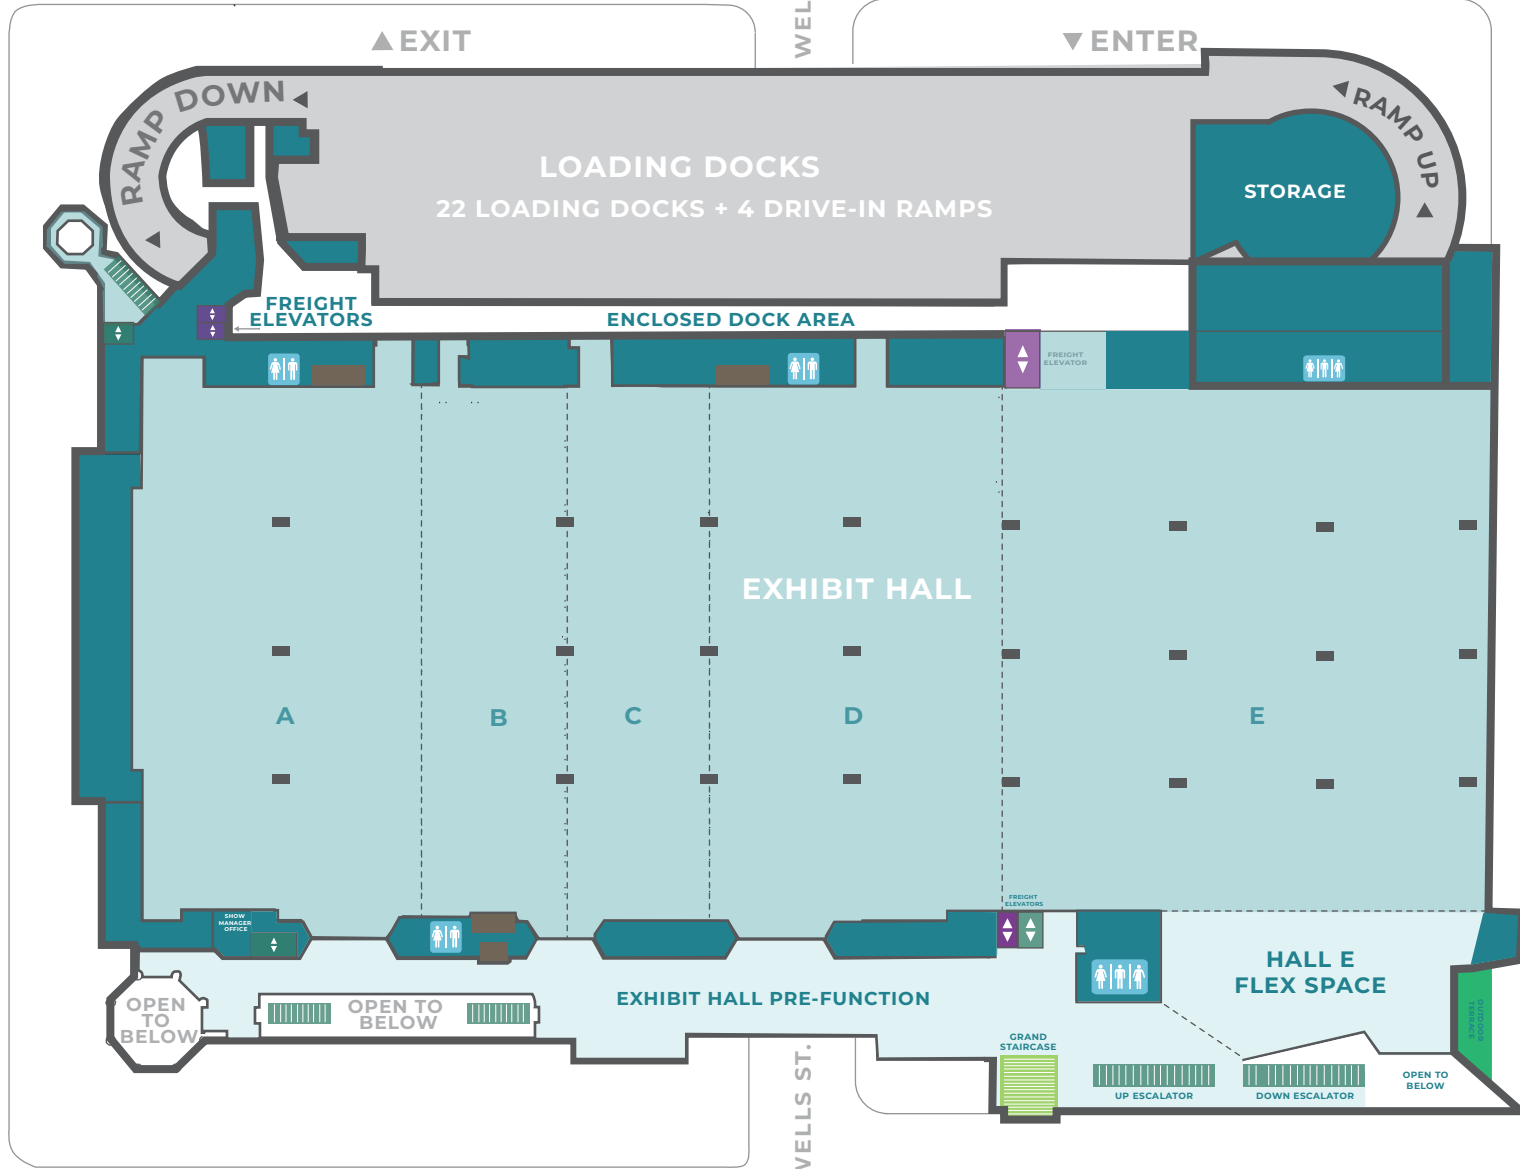 WEL
EXIT
ENTER
RAMP DOWN
RAMP UP
LOADING DOCKS
22 LOADING DOCKS + 4 DRIVE-IN RAMPS
STORAGE
FREIGHT
ELEVATORS
ENCLOSED DOCK AREA
FREIGHT
ELEVATOR
EXHIBIT HALL
A
B
C
D
E
SHOW
MANAGER
OFFICE
FREIGHT
ELEVATORS
HALL E
FLEX SPACE
EXHIBIT HALL PRE-FUNCTION
OPEN
TO
BELOW
OPEN TO
BELOW
OUTDOOR
TERRACE
GRAND
STAIRCASE
UP ESCALATOR
DOWN ESCALATOR
OPEN TO
BELOW
WELLS ST.